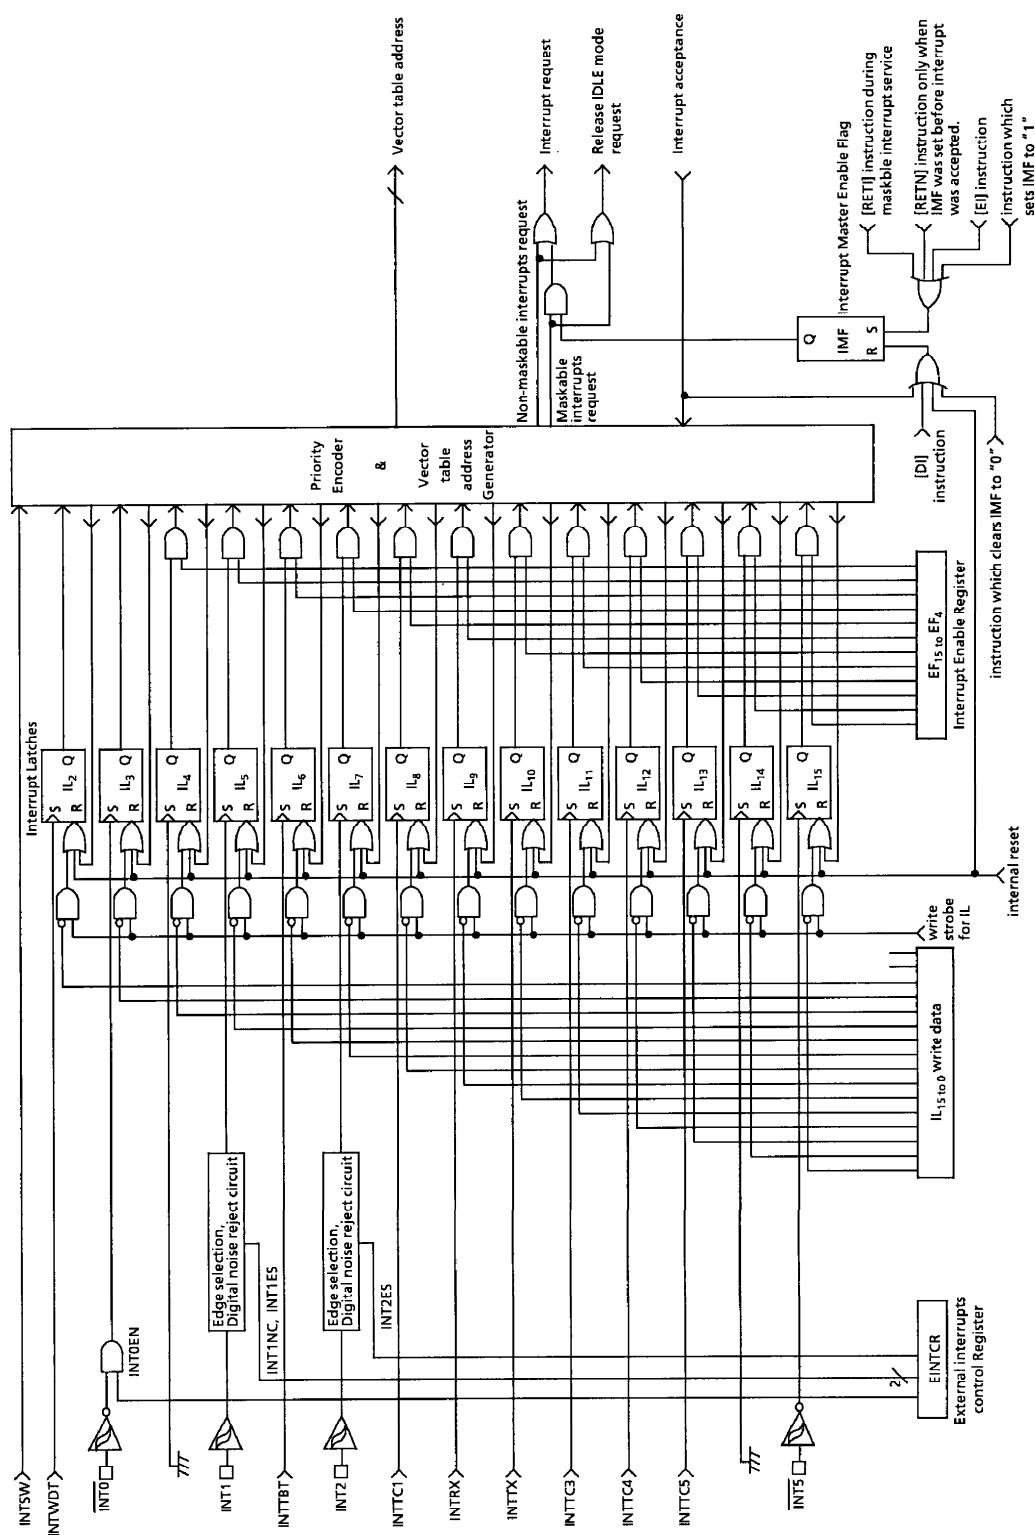 INTSW
INTWDT
INT0
INT1
INTTBT
INT2
INTTC1
INTRX
INTTX
INTTC3
INTTC4
INTTC5
INT5
INT0EN
Edge selection,
Digital noise reject circuit
INT1NC, INT1ES
Edge selection,
Digital noise reject circuit
INT2ES
2
EINTCR
External interrupts
control Register
IL15 to 0 write data
write
strobe
for IL
internal reset
Interrupt Latches
S IL2 Q
R
S IL3 Q
R
S IL4 Q
R
S IL5 Q
R
S IL6 Q
R
S IL7 Q
R
S IL8 Q
R
S IL9 Q
R
S IL10 Q
R
S IL11 Q
R
S IL12 Q
R
S IL13 Q
R
S IL14 Q
R
S IL15 Q
R
EF15 to EF4
Interrupt Enable Register
Priority
Encoder
&
Vector
table
address
Generator
Vector table address
Non-maskable interrupts request
Maskable
interrupts
request
Interrupt request
Release IDLE mode
request
Interrupt acceptance
Q
IMF
R S
Interrupt Master Enable Flag
[RETI] instruction during
maskble interrupt service
[RETN] instruction only when
IMF was set before interrupt
was accepted.
[EI] instruction
instruction which
sets IMF to "1"
[DI]
instruction
instruction which clears IMF to "0"